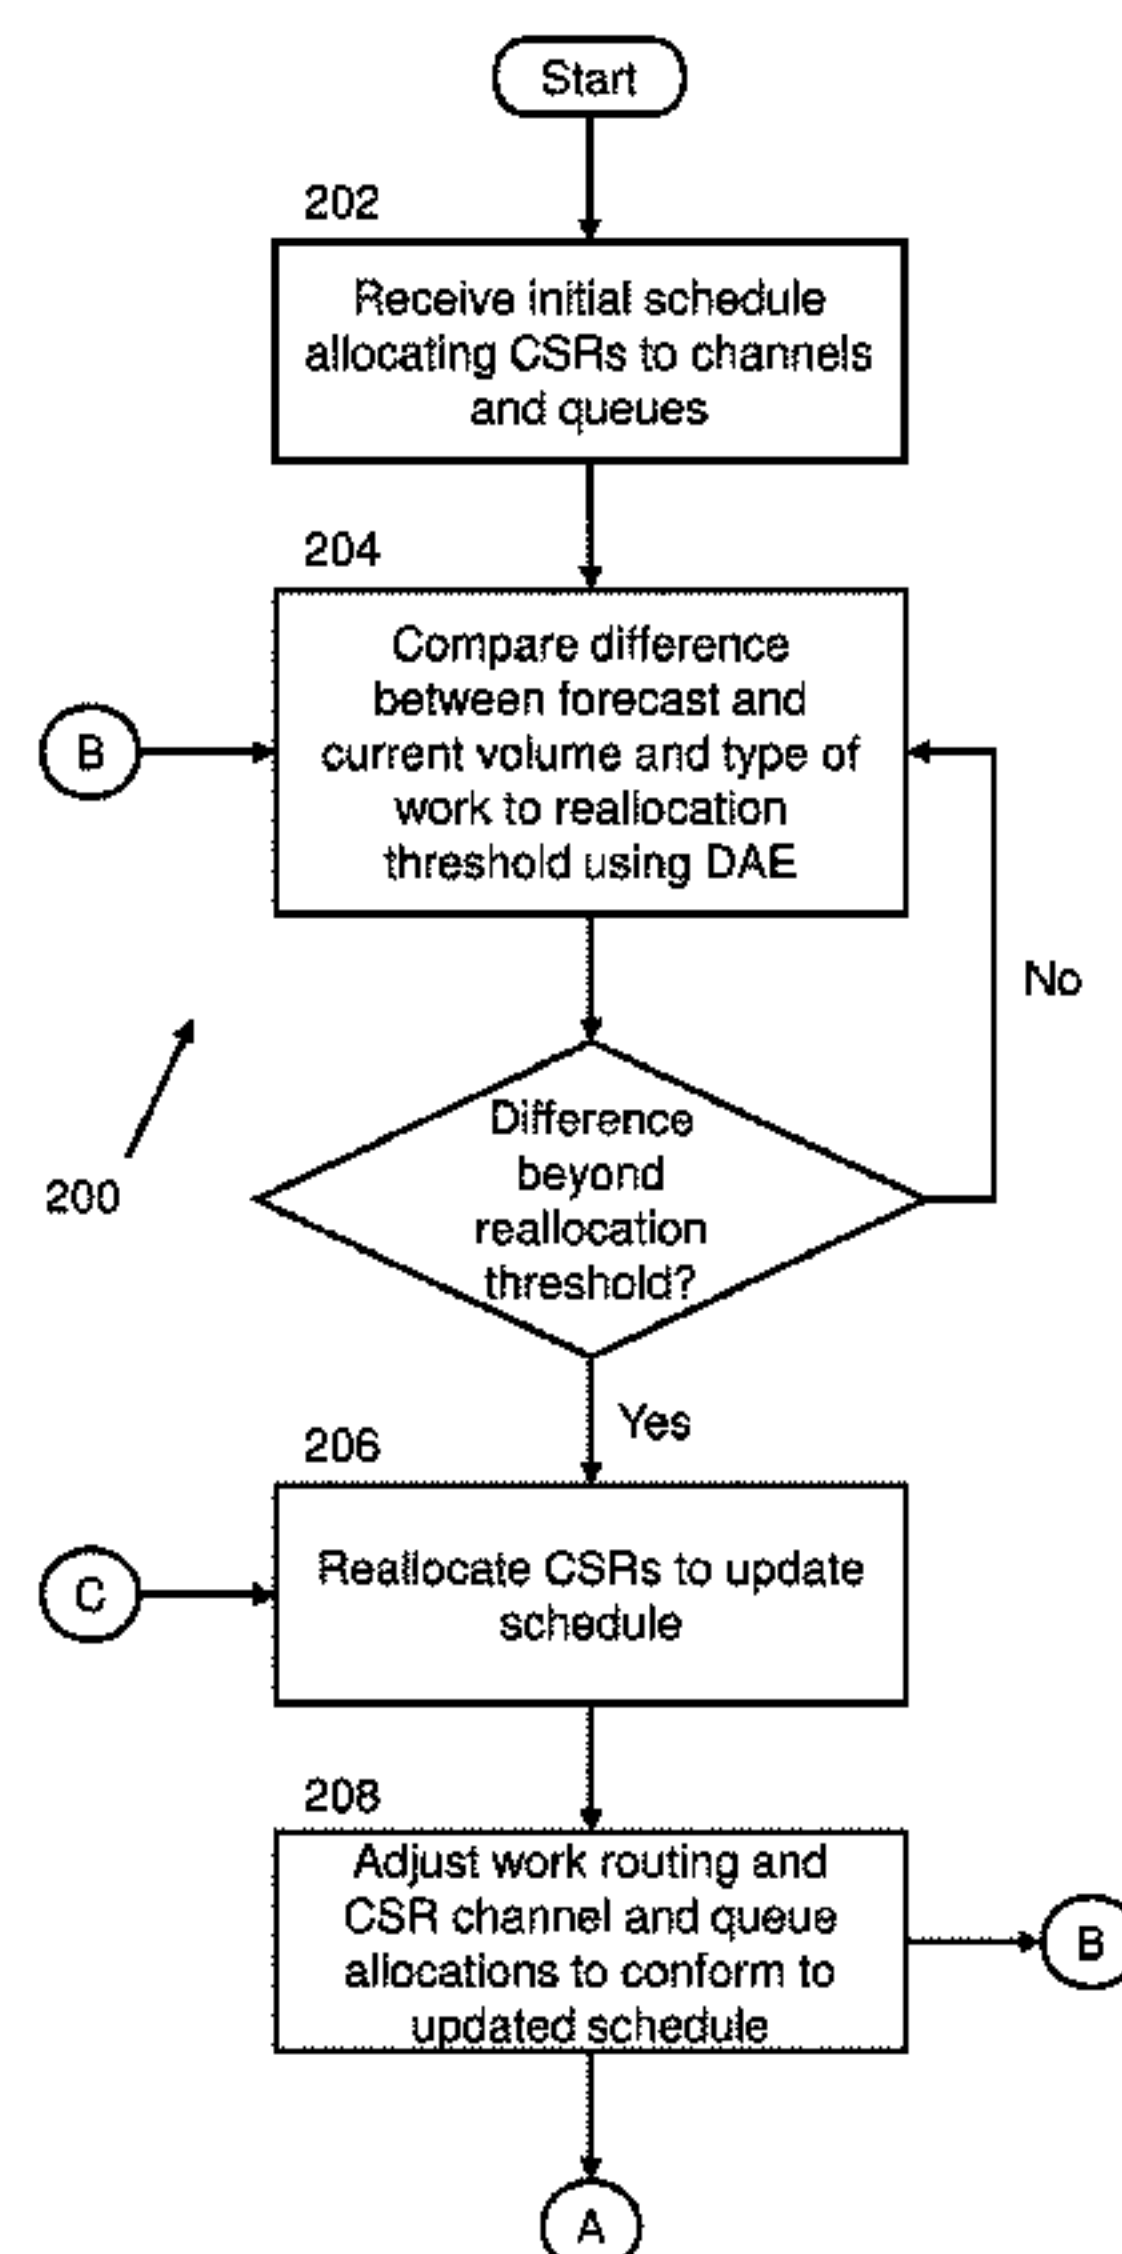 Start
202
Receive initial schedule
allocating CSRs to channels
and queues
204
Compare difference
between forecast and
current volume and type of
work to reallocation
threshold using DAE
B
No
200
Difference
beyond
reallocation
threshold?
Yes
206
Reallocate CSRs to update
schedule
C
208
Adjust work routing and
CSR channel and queue
allocations to conform to
updated schedule
B
A